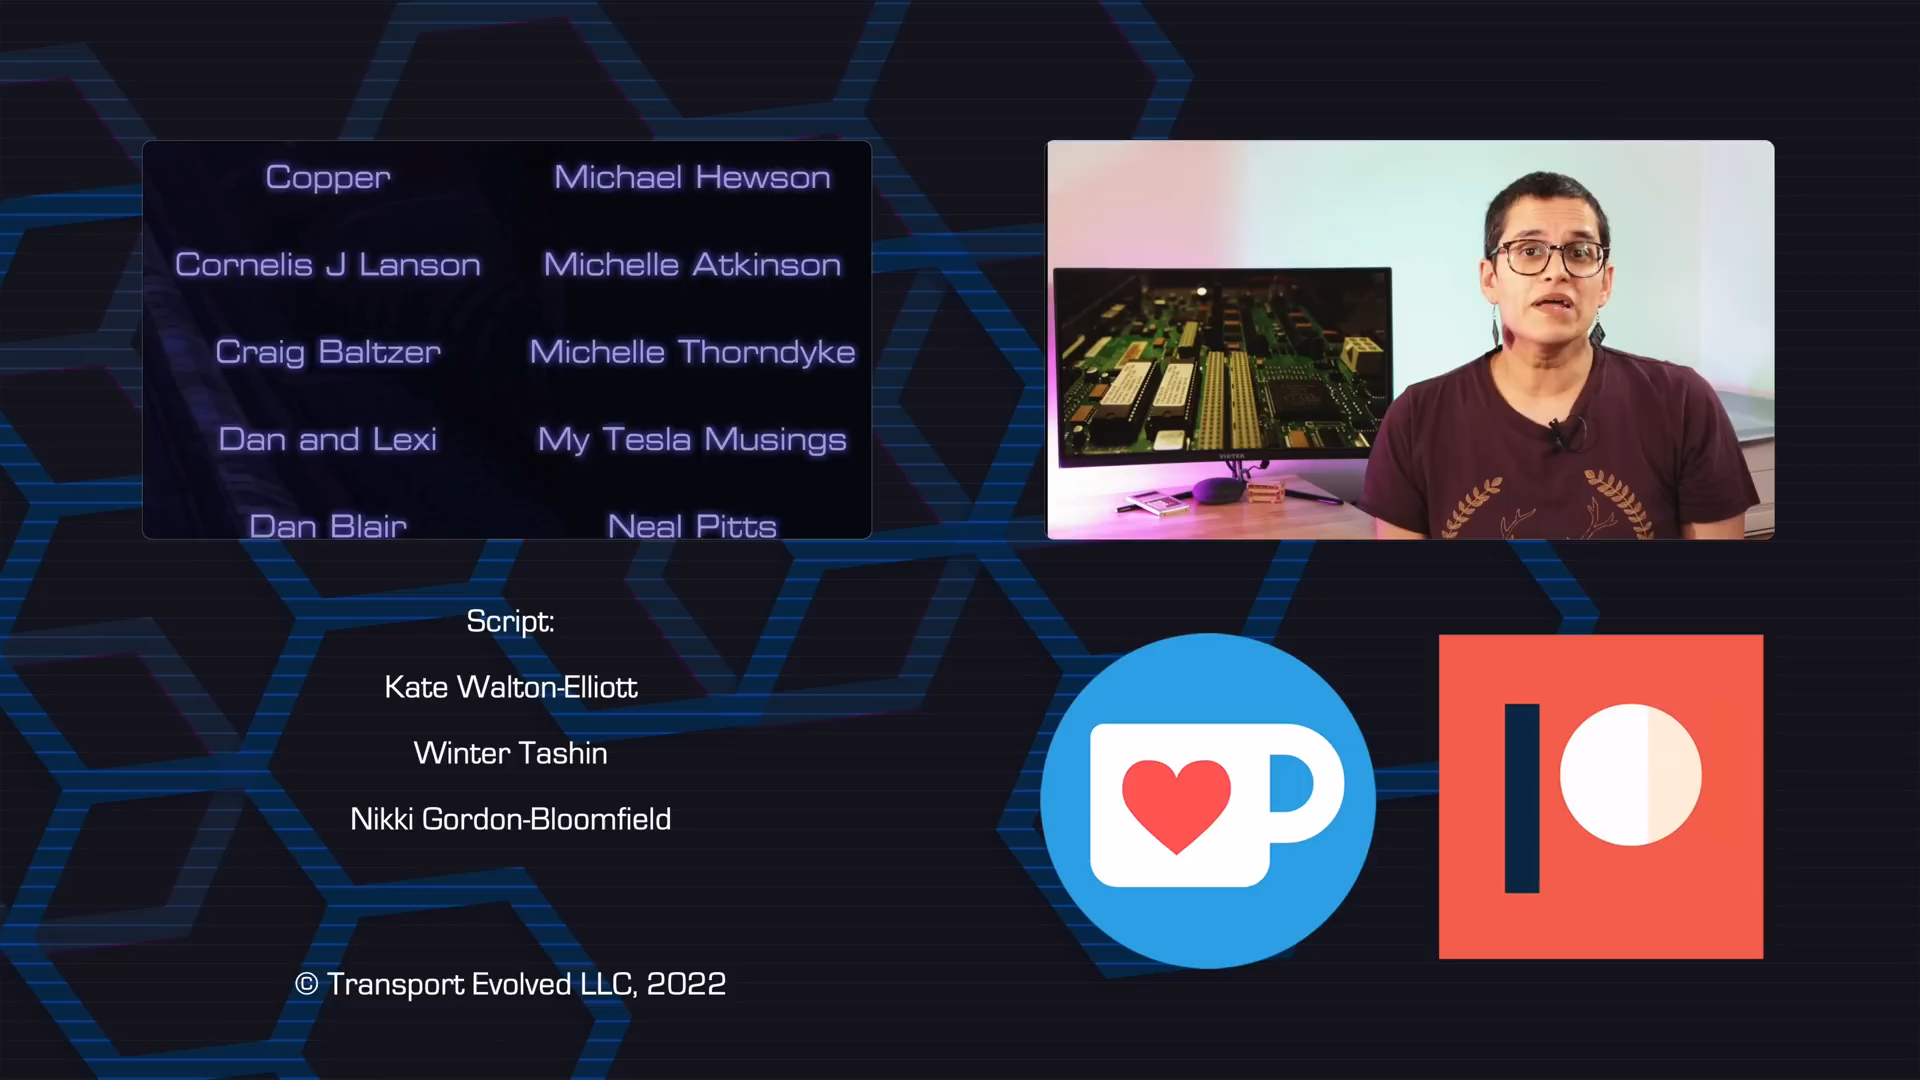 Copper Michael Hewson
Cornelis J Lanson Michelle Atkinson
Craig Baltzer Michelle Thorndyke
Dan and Lexi My Tesla Musings
Dan Blair Neal Pitts
Script:
Kate Walton-Elliott
Winter Tashin
Nikki Gordon-Bloomfield
© Transport Evolved LLC, 2022